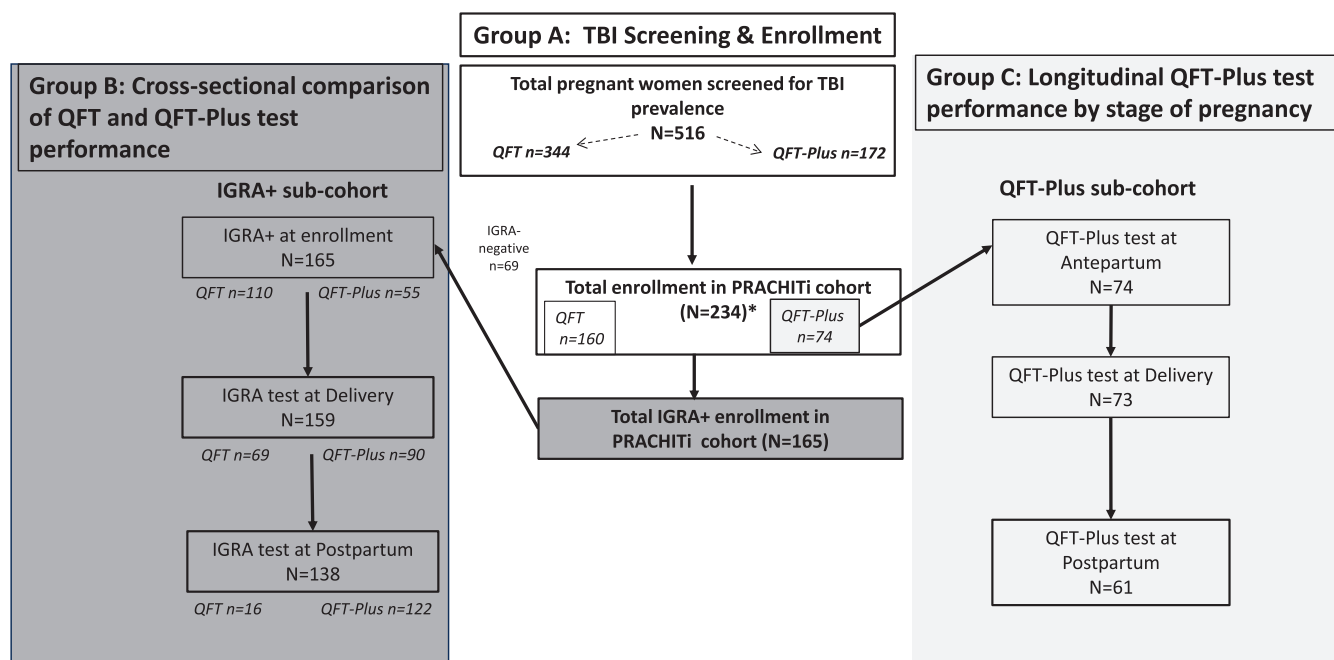 Group A: TBI Screening & Enrollment
Total pregnant women screened for TBI
prevalence
N=516
QFT n=344
QFT-Plus n=172
IGRA-
negative
n=69
Total enrollment in PRACHITi cohort
(N=234)*
QFT
n=160
QFT-Plus
n=74
Total IGRA+ enrollment in
PRACHITi cohort (N=165)
Group B: Cross-sectional comparison
of QFT and QFT-Plus test
performance
IGRA+ sub-cohort
IGRA+ at enrollment
N=165
QFT n=110
QFT-Plus n=55
IGRA test at Delivery
N=159
QFT n=69
QFT-Plus n=90
IGRA test at Postpartum
N=138
QFT n=16
QFT-Plus n=122
Group C: Longitudinal QFT-Plus test
performance by stage of pregnancy
QFT-Plus sub-cohort
QFT-Plus test at
Antepartum
N=74
QFT-Plus test at Delivery
N=73
QFT-Plus test at
Postpartum
N=61